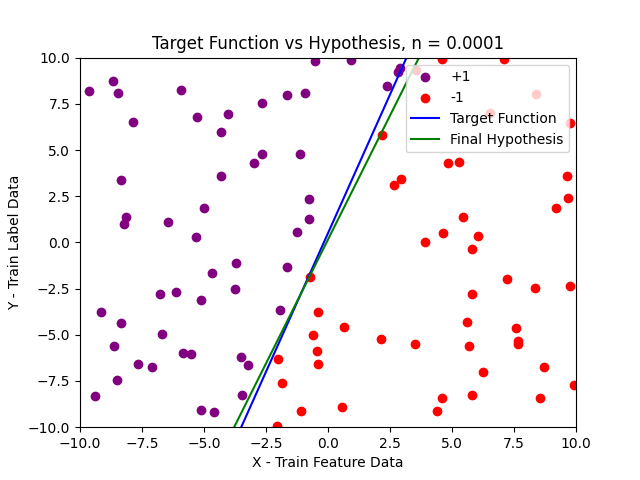 Target Function vs Hypothesis, n = 0.0001
+1
-1
Target Function
Final Hypothesis
Y - Train Label Data
10.0
7.5
5.0
2.5
0.0
−2.5
−5.0
−7.5
−10.0
−10.0 −7.5 −5.0 −2.5 0.0 2.5 5.0 7.5 10.0
X - Train Feature Data